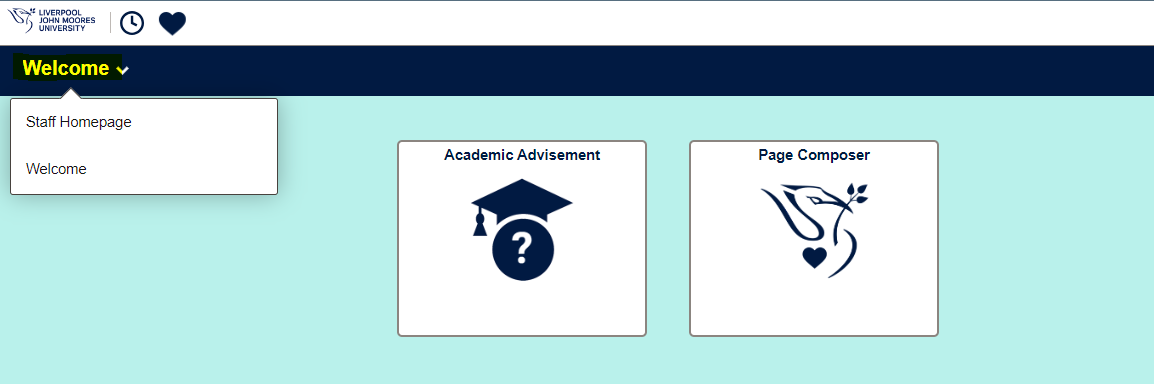 LIVERPOOL
JOHN MOORES
UNIVERSITY
Welcome
Staff Homepage
Welcome
Academic Advisement
Page Composer
?